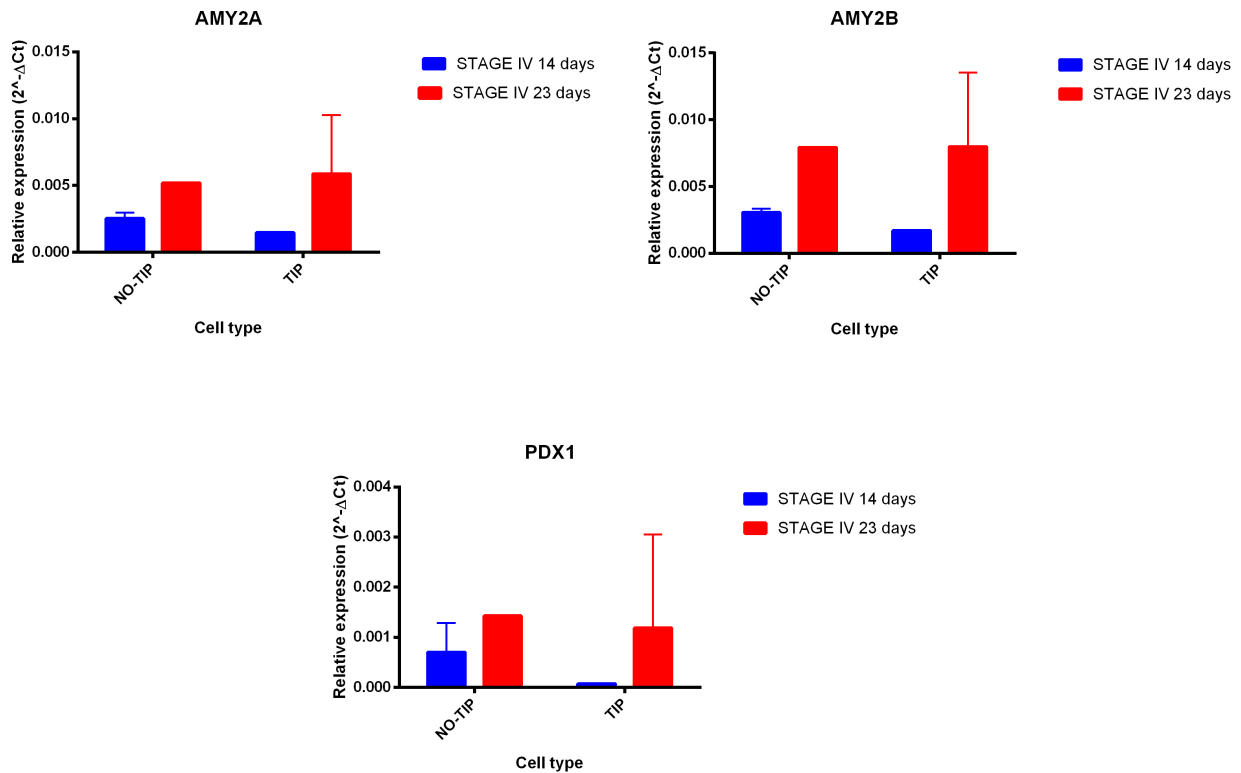 AMY2A
Relative expression (2^-ΔCt)
0.015
0.010
0.005
0.000
NO-TIP
TIP
Cell type
STAGE IV 14 days
STAGE IV 23 days
AMY2B
Relative expression (2^-ΔCt)
0.015
0.010
0.005
0.000
NO-TIP
TIP
Cell type
STAGE IV 14 days
STAGE IV 23 days
PDX1
Relative expression (2^-ΔCt)
0.004
0.003
0.002
0.001
0.000
NO-TIP
TIP
Cell type
STAGE IV 14 days
STAGE IV 23 days